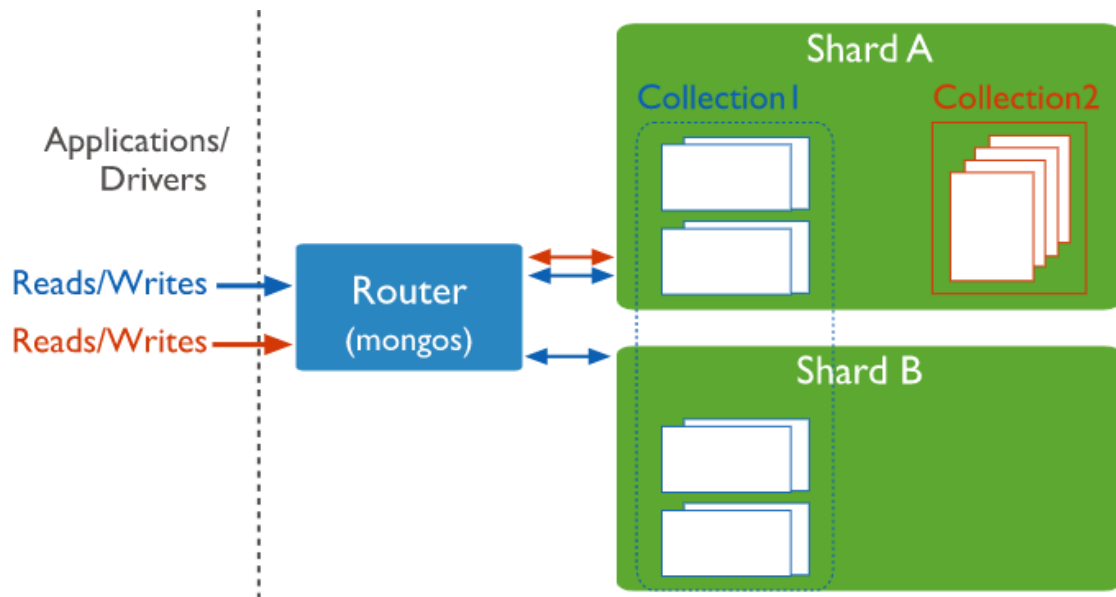 Applications/
Drivers
Reads/Writes
Reads/Writes
Router
(mongos)
Shard A
Collection1
Collection2
Shard B